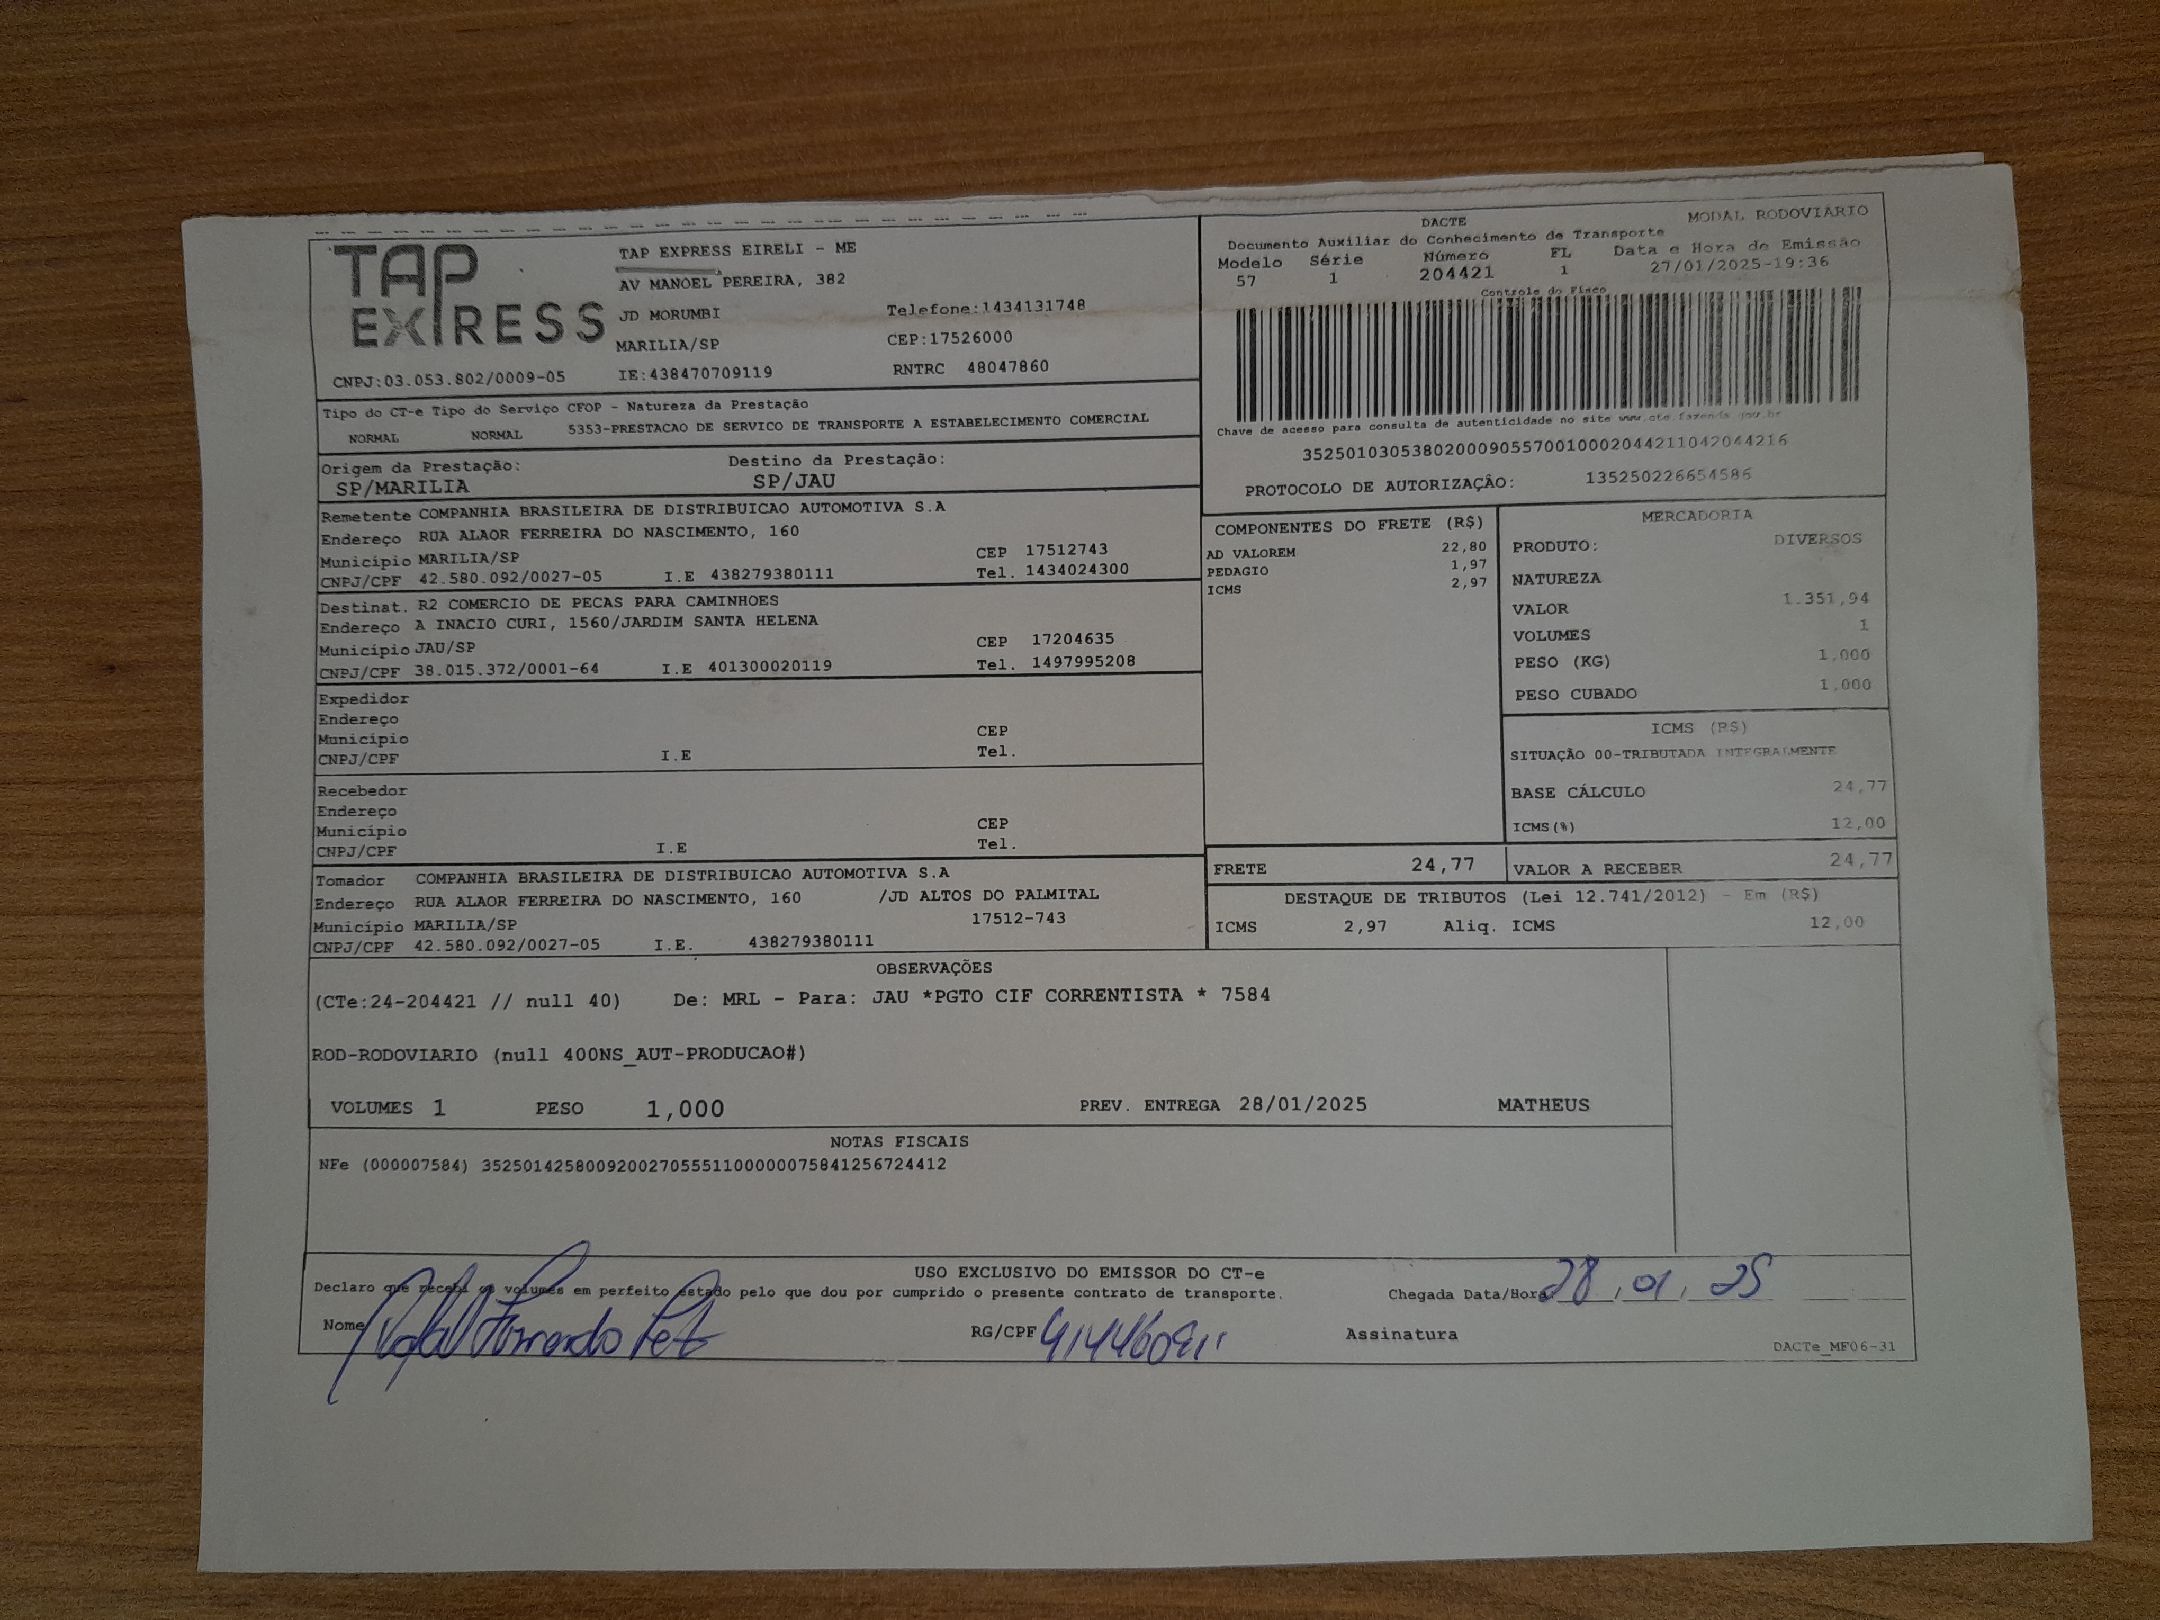 TAP EXPRESS
TAP EXPRESS EIRELI - ME
AV MANOEL PEREIRA, 382
JD MORUMBI Telefone:1434131748
MARILIA/SP CEP:17526000
CNPJ:03.053.802/0009-05 IE:438470709119 RNTRC 48047860
DACTE MODAL RODOVIÁRIO
Documento Auxiliar do Conhecimento de Transporte
Modelo Série Número FL Data e Hora de Emissão
57 1 204421 1 27/01/2025-19:36
Controle do Fisco
Chave de acesso para consulta de autenticidade no site www.cte.fazenda.gov.br
35250103053802000905570010002044211042044216
PROTOCOLO DE AUTORIZAÇÂO: 135250226654586
Tipo do CT-e Tipo do Serviço CFOP - Natureza da Prestação
NORMAL NORMAL 5353-PRESTACAO DE SERVICO DE TRANSPORTE A ESTABELECIMENTO COMERCIAL
Origem da Prestação: Destino da Prestação:
SP/MARILIA SP/JAU
Remetente COMPANHIA BRASILEIRA DE DISTRIBUICAO AUTOMOTIVA S.A
Endereço RUA ALAOR FERREIRA DO NASCIMENTO, 160
Município MARILIA/SP CEP 17512743
CNPJ/CPF 42.580.092/0027-05 I.E 438279380111 Tel. 1434024300
Destinat. R2 COMERCIO DE PECAS PARA CAMINHOES
Endereço A INACIO CURI, 1560/JARDIM SANTA HELENA
Município JAU/SP CEP 17204635
CNPJ/CPF 38.015.372/0001-64 I.E 401300020119 Tel. 1497995208
Expedidor
Endereço
Município CEP
CNPJ/CPF I.E Tel.
Recebedor
Endereço
Município CEP
CNPJ/CPF I.E Tel.
Tomador COMPANHIA BRASILEIRA DE DISTRIBUICAO AUTOMOTIVA S.A
Endereço RUA ALAOR FERREIRA DO NASCIMENTO, 160 /JD ALTOS DO PALMITAL
Município MARILIA/SP 17512-743
CNPJ/CPF 42.580.092/0027-05 I.E. 438279380111
COMPONENTES DO FRETE (R$)
AD VALOREM 22,80
PEDAGIO 1,97
ICMS 2,97
MERCADORIA
PRODUTO: DIVERSOS
NATUREZA
VALOR 1.351,94
VOLUMES 1
PESO (KG) 1,000
PESO CUBADO 1,000
ICMS (R$)
SITUAÇÃO 00-TRIBUTADA INTEGRALMENTE
BASE CÁLCULO 24,77
ICMS(%) 12,00
FRETE 24,77 VALOR A RECEBER 24,77
DESTAQUE DE TRIBUTOS (Lei 12.741/2012) - Em (R$)
ICMS 2,97 Aliq. ICMS 12,00
OBSERVAÇÕES
(CTe:24-204421 // null 40) De: MRL - Para: JAU *PGTO CIF CORRENTISTA * 7584
ROD-RODOVIARIO (null 400NS_AUT-PRODUCAO#)
VOLUMES 1 PESO 1,000 PREV. ENTREGA 28/01/2025 MATHEUS
NOTAS FISCAIS
NFe (000007584) 35250142580092002705551100000075841256724412
USO EXCLUSIVO DO EMISSOR DO CT-e
Declaro que recebi os volumes em perfeito estado pelo que dou por cumprido o presente contrato de transporte. Chegada Data/Hora 28,01,25
Nome RG/CPF Assinatura
DACTe_MF06-31